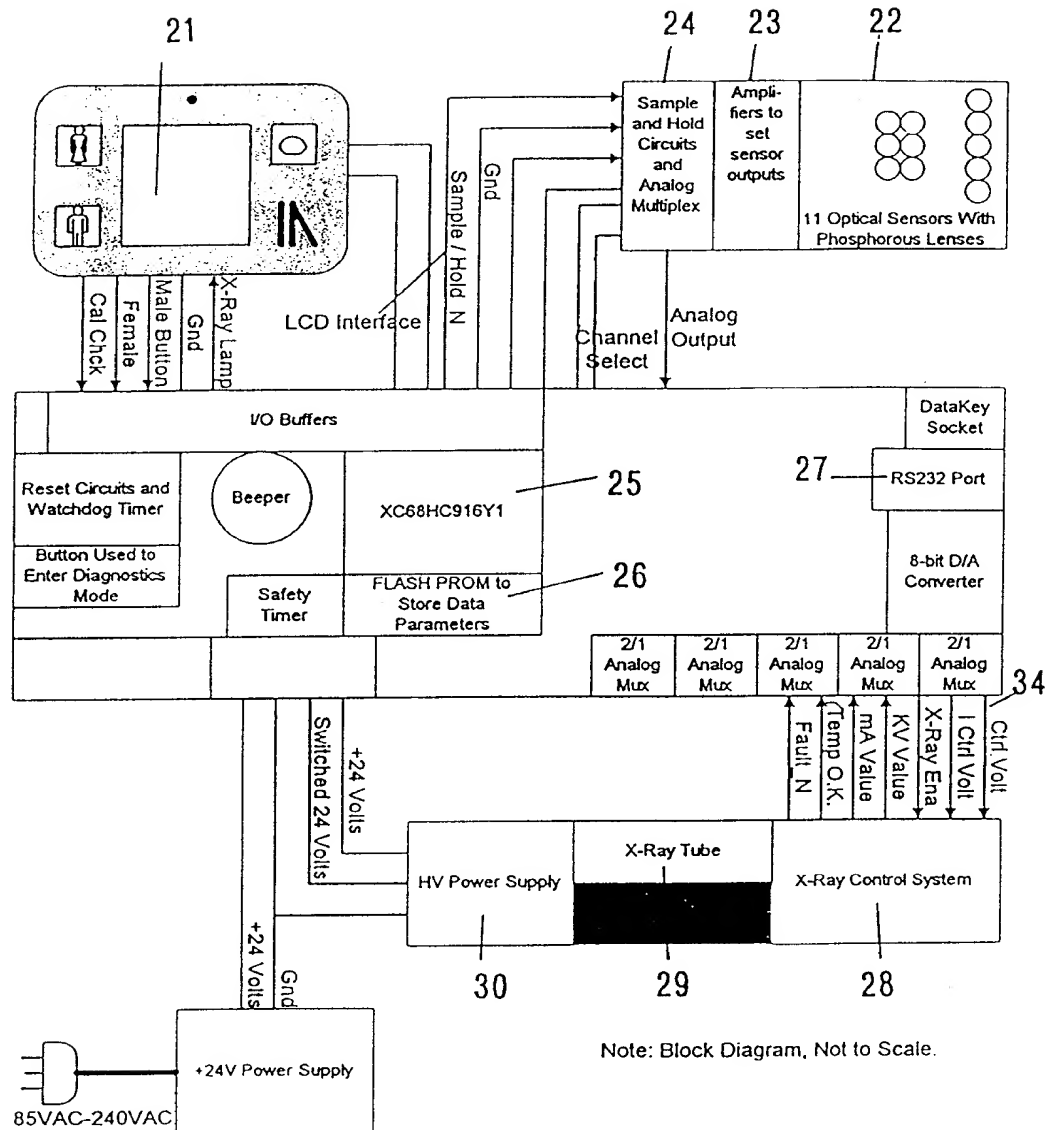 21
24
23
22
Sample
and Hold
Circuits
and
Analog
Multiplex
Ampli-
fiers to
set
sensor
outputs
11 Optical Sensors With
Phosphorous Lenses
Cal Chck
Female
Male Button
Gnd
X-Ray Lamp
LCD Interface
Sample / Hold N
Gnd
Channel
Select
Analog
Output
I/O Buffers
DataKey
Socket
Reset Circuits and
Watchdog Timer
Beeper
XC68HC916Y1
25
27
RS232 Port
Button Used to
Enter Diagnostics
Mode
Safety
Timer
FLASH PROM to
Store Data
Parameters
26
8-bit D/A
Converter
2/1
Analog
Mux
2/1
Analog
Mux
2/1
Analog
Mux
2/1
Analog
Mux
2/1
Analog
Mux
34
Switched 24 Volts
+24 Volts
Fault N
Temp O.K.
mA Value
KV Value
X-Ray Ena
I Ctrl Volt
Ctrl Volt
HV Power Supply
X-Ray Tube
X-Ray Control System
30
29
28
+24 Volts
Gnd
+24V Power Supply
85VAC-240VAC
Note: Block Diagram, Not to Scale.